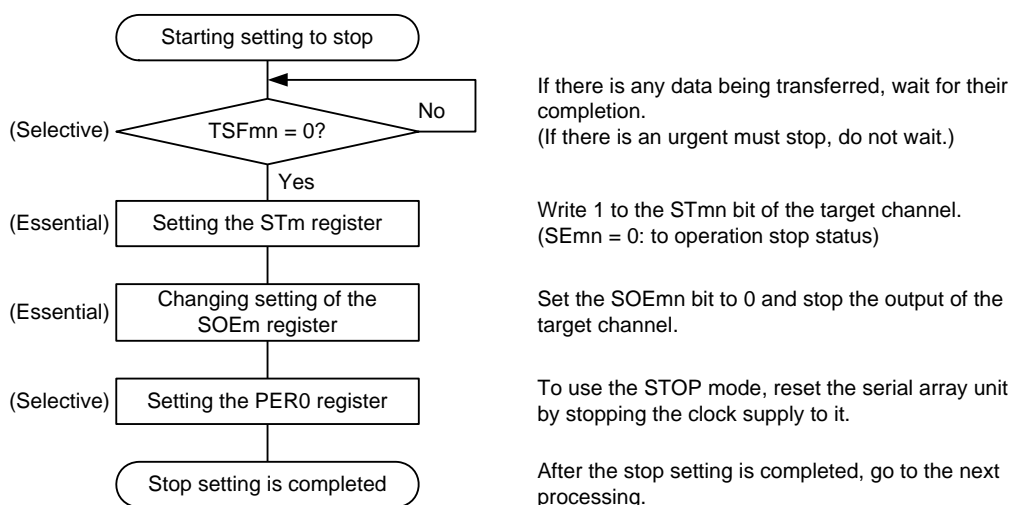 Starting setting to stop
No
If there is any data being transferred, wait for their
completion.
(If there is an urgent must stop, do not wait.)
(Selective)
TSFmn = 0?
Yes
(Essential)
Setting the STm register
Write 1 to the STmn bit of the target channel.
(SEmn = 0: to operation stop status)
(Essential)
Changing setting of the
SOEm register
Set the SOEmn bit to 0 and stop the output of the
target channel.
(Selective)
Setting the PER0 register
To use the STOP mode, reset the serial array unit
by stopping the clock supply to it.
Stop setting is completed
After the stop setting is completed, go to the next
processing.